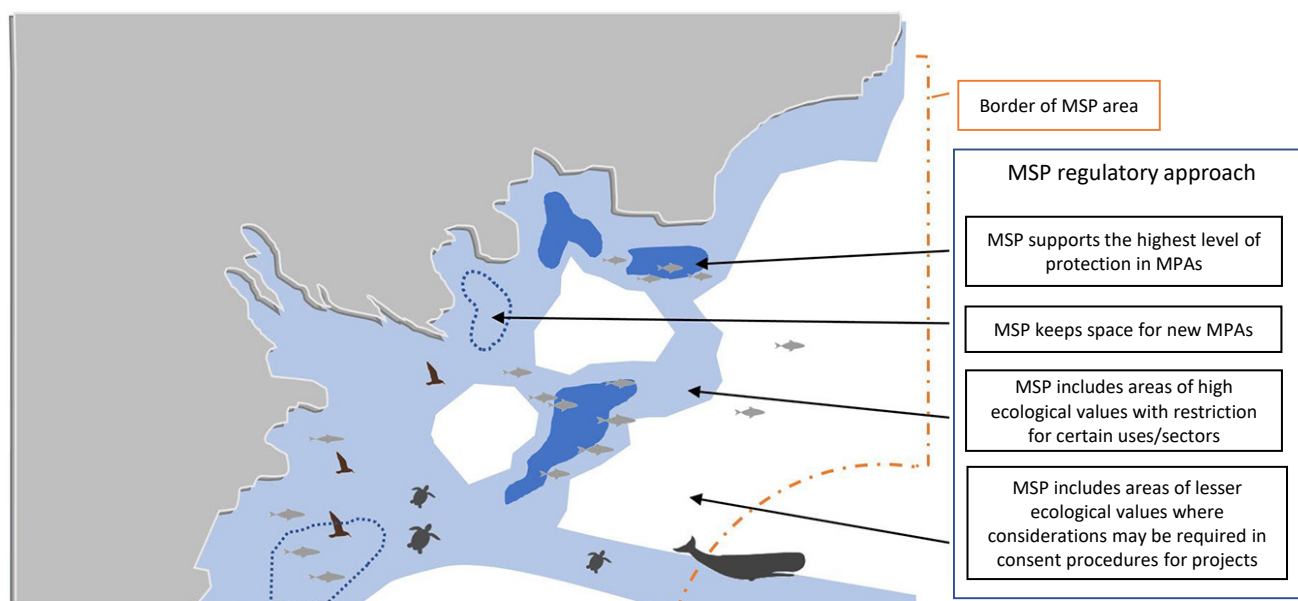 Border of MSP area
MSP regulatory approach
MSP supports the highest level of
protection in MPAs
MSP keeps space for new MPAs
MSP includes areas of high
ecological values with restriction
for certain uses/sectors
MSP includes areas of lesser
ecological values where
considerations may be required in
consent procedures for projects